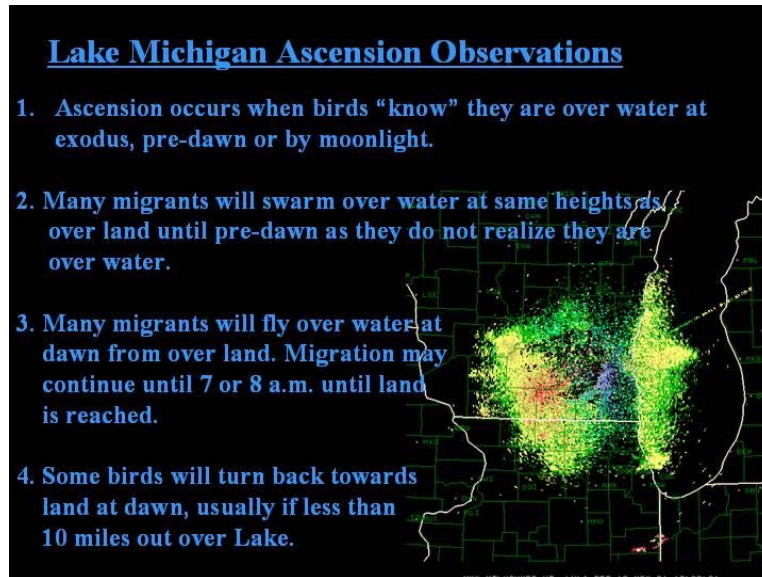 Lake Michigan Ascension Observations
1. Ascension occurs when birds “know” they are over water at
exodus, pre-dawn or by moonlight.
2. Many migrants will swarm over water at same heights as
over land until pre-dawn as they do not realize they are
over water.
3. Many migrants will fly over water at
dawn from over land. Migration may
continue until 7 or 8 a.m. until land
is reached.
4. Some birds will turn back towards
land at dawn, usually if less than
10 miles out over Lake.